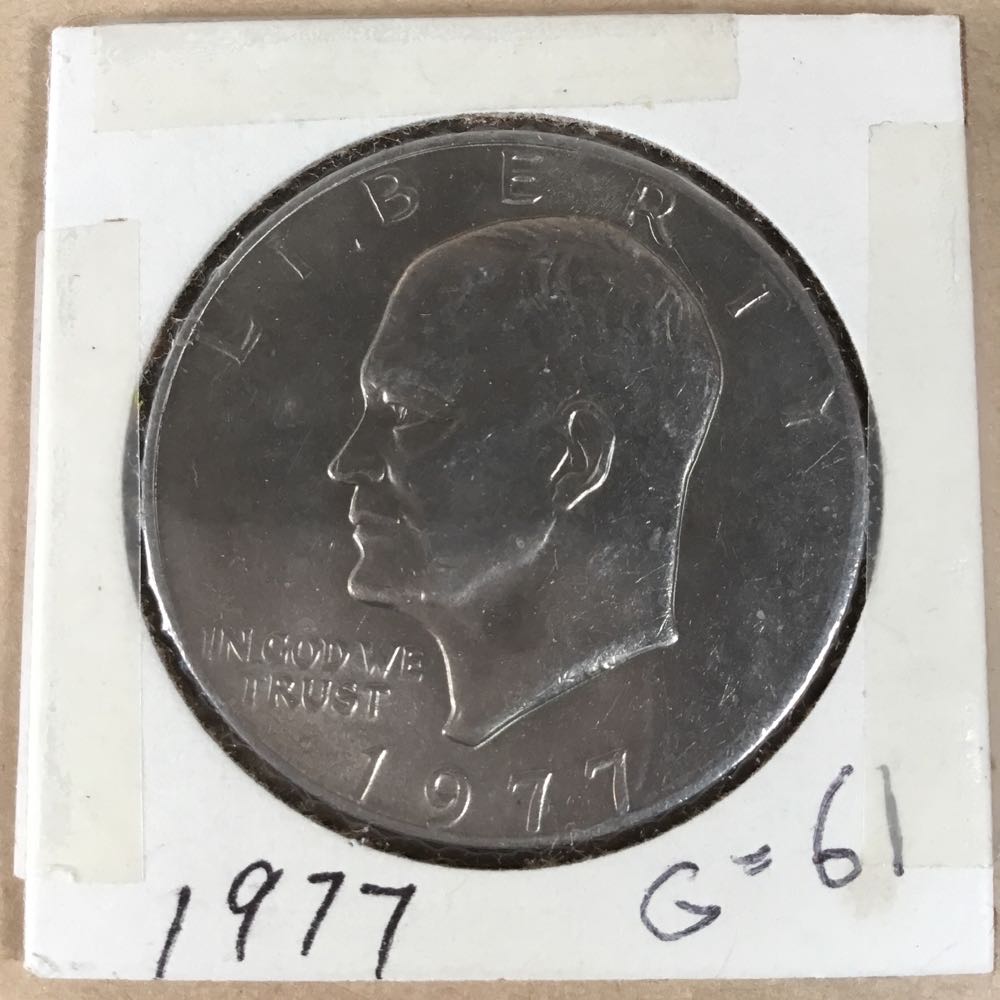 LIBERTY
IN GOD WE
TRUST
1977
1977
G=61